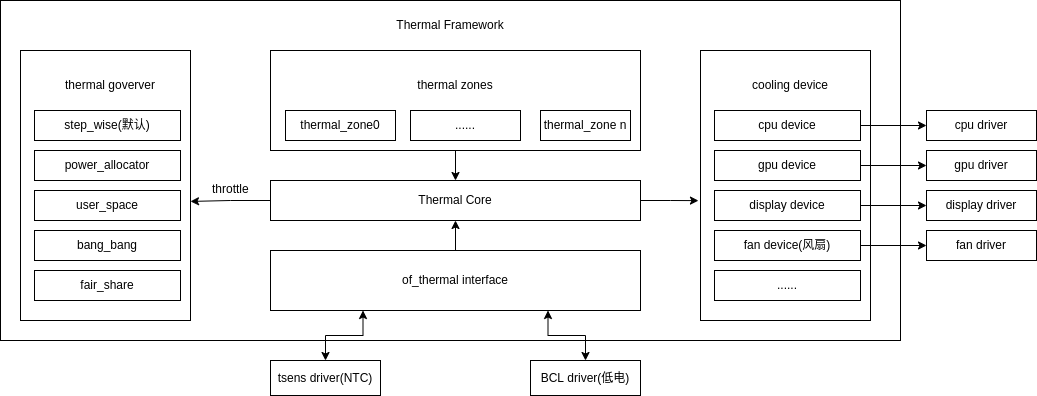 Thermal Framework
thermal goverver
step_wise(默认)
power_allocator
user_space
bang_bang
fair_share
throttle
thermal zones
thermal_zone0
......
thermal_zone n
Thermal Core
of_thermal interface
tsens driver(NTC)
BCL driver(低电)
cooling device
cpu device
gpu device
display device
fan device(风扇)
......
cpu driver
gpu driver
display driver
fan driver